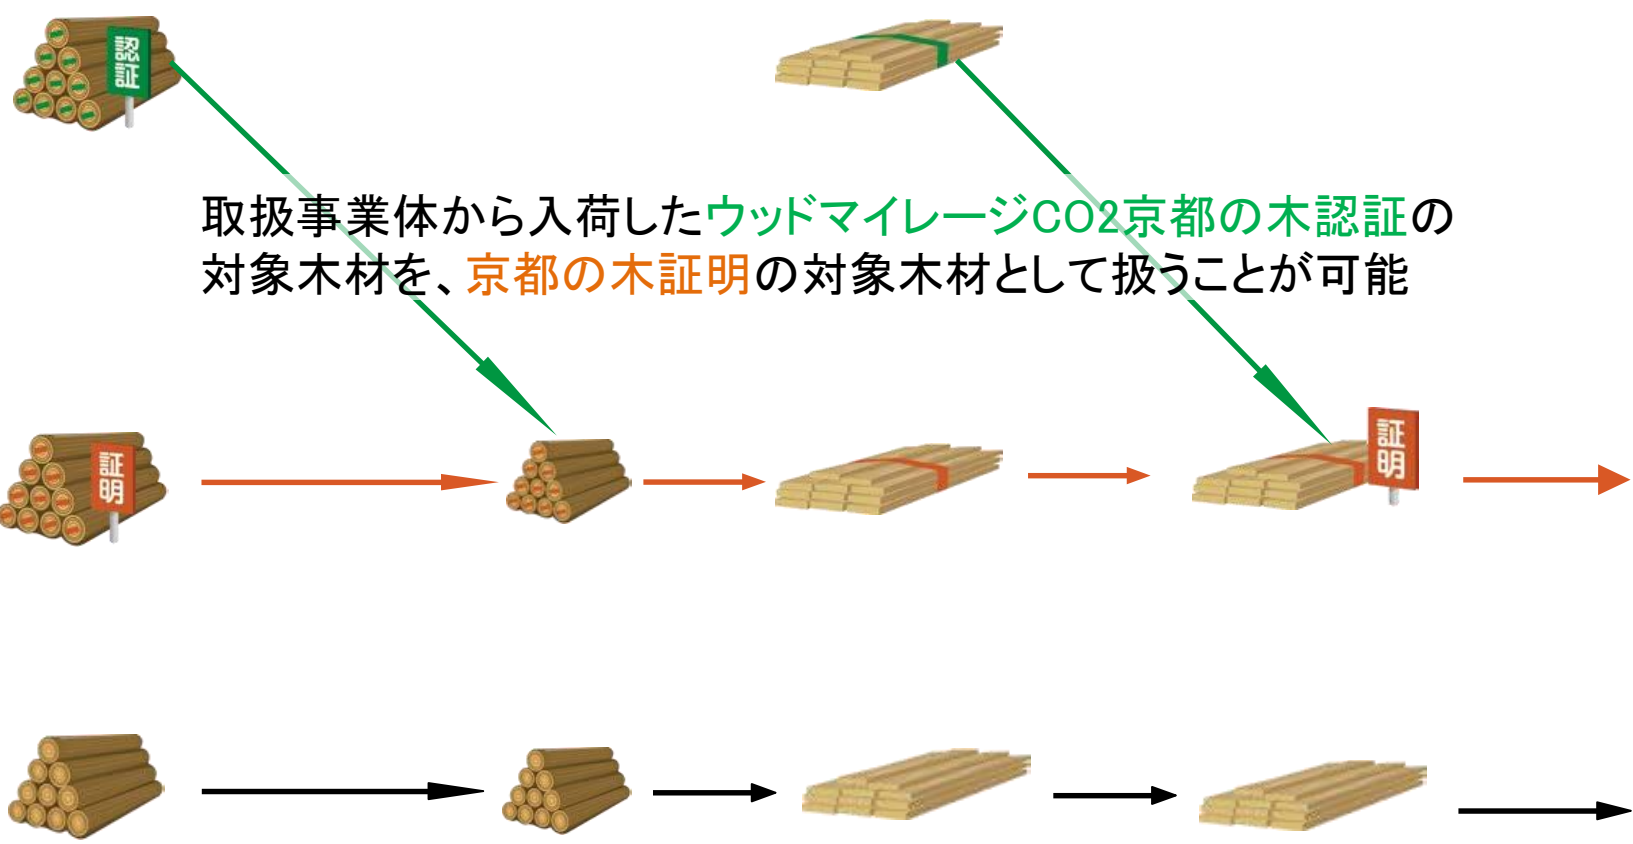 認証
取扱事業体から入荷したウッドマイレージCO2京都の木認証の
対象木材を、京都の木証明の対象木材として扱うことが可能
証明
証明